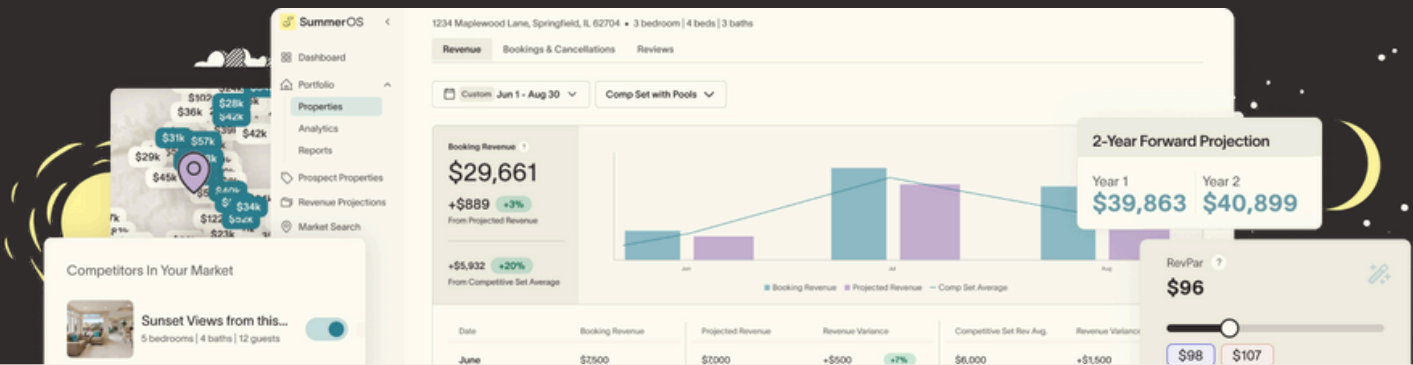 SummerOS
Dashboard
Portfolio
Properties
Analytics
Reports
Prospect Properties
Revenue Projections
Market Search
1234 Maplewood Lane, Springfield, IL 62704 • 3 bedroom | 4 beds | 3 baths
Revenue Bookings & Cancellations Reviews
Custom Jun 1 - Aug 30 Comp Set with Pools
Booking Revenue ?
$29,661
+$889 +3%
From Projected Revenue
+$5,932 +20%
From Competitive Set Average
Jun Jul Aug
Booking Revenue Projected Revenue Comp Set Average
Date Booking Revenue Projected Revenue Revenue Variance Competitive Set Rev Avg. Revenue
June $7,500 $7,000 +$500 +7% $6,000 +$1,500
2-Year Forward Projection
Year 1 Year 2
$39,863 $40,899
RevPar ?
$96
$98 $107
$102
$28k
$36k
$42k
$31k $57k $42k
$29k
$45k
$34k
$23k
Competitors In Your Market
Sunset Views from this...
5 bedrooms | 4 baths | 12 guests